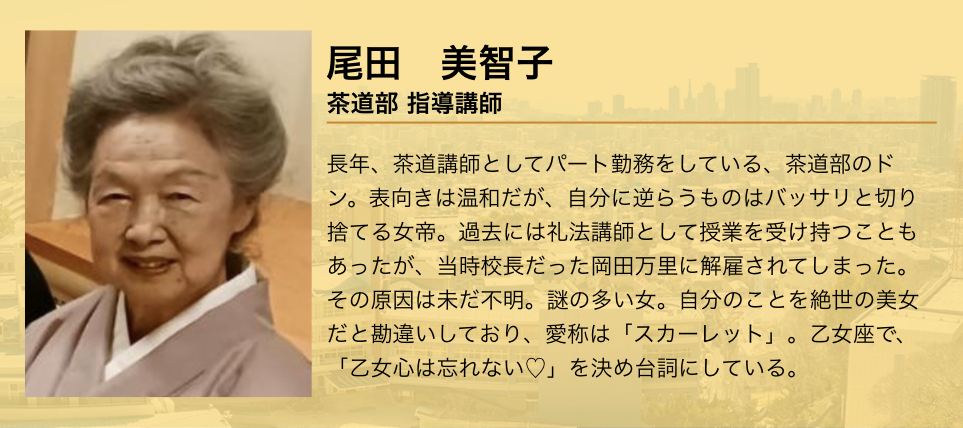 尾田　美智子
茶道部 指導講師
長年、茶道講師としてパート勤務をしている、茶道部のド
ン。表向きは温和だが、自分に逆らうものはバッサリと切り
捨てる女帝。過去には礼法講師として授業を受け持つことも
あったが、当時校長だった岡田万里に解雇されてしまった。
その原因は未だ不明。謎の多い女。自分のことを絶世の美女
だと勘違いしており、愛称は「スカーレット」。乙女座で、
「乙女心は忘れない♡」を決め台詞にしている。